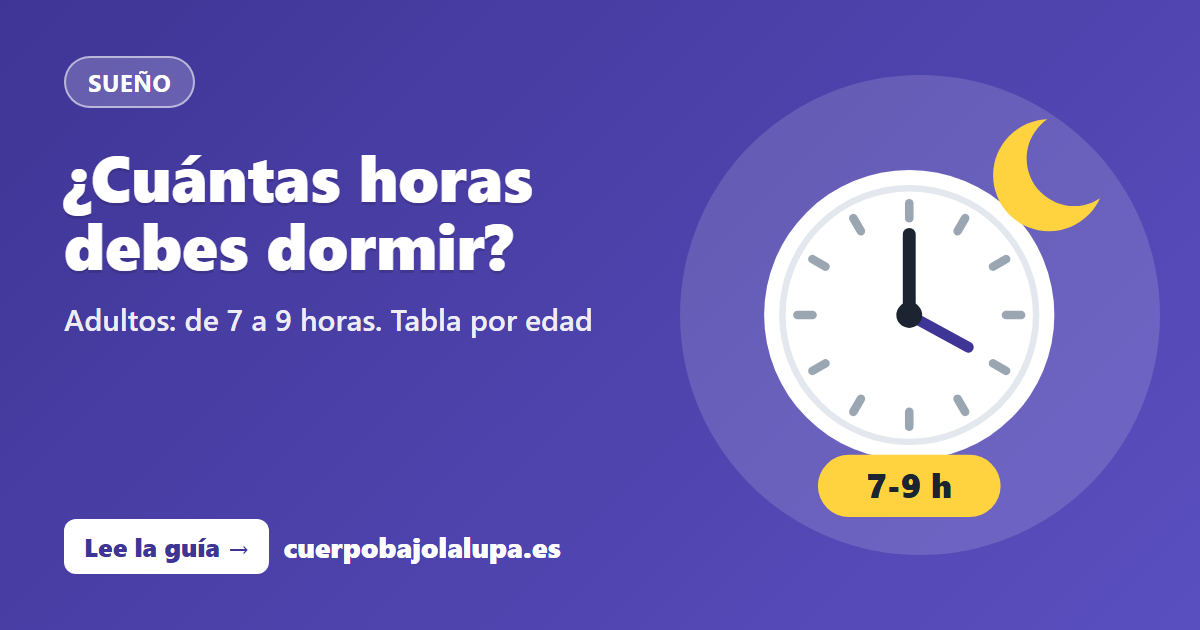 SUEÑO
¿Cuántas horas
debes dormir?
Adultos: de 7 a 9 horas. Tabla por edad
7-9 h
Lee la guía →
cuerpobajolalupa.es